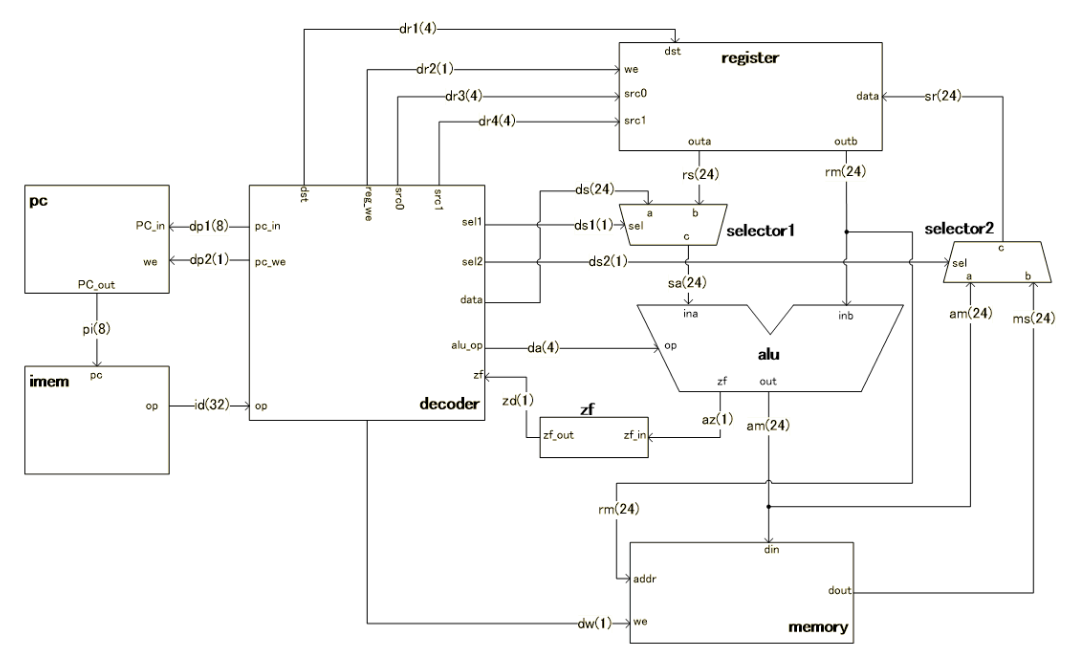 dr1(4)
dst
register
dr2(1)
we
dr3(4)
src0
data
sr(24)
dr4(4)
src1
outa
outb
rs(24)
rm(24)
pc
dst
reg_we
src0
src1
ds(24)
a
b
PC_in
dp1(8)
pc_in
sel1
ds1(1)
sel
c
selector1
selector2
c
we
dp2(1)
pc_we
sel2
ds2(1)
sel
a
b
PC_out
sa(24)
data
ina
inb
am(24)
ms(24)
pi(8)
alu_op
da(4)
op
alu
imem
pc
zf
zf
out
op
id(32)
op
decoder
zd(1)
zf
az(1)
am(24)
zf_out
zf_in
rm(24)
din
addr
dout
dw(1)
we
memory